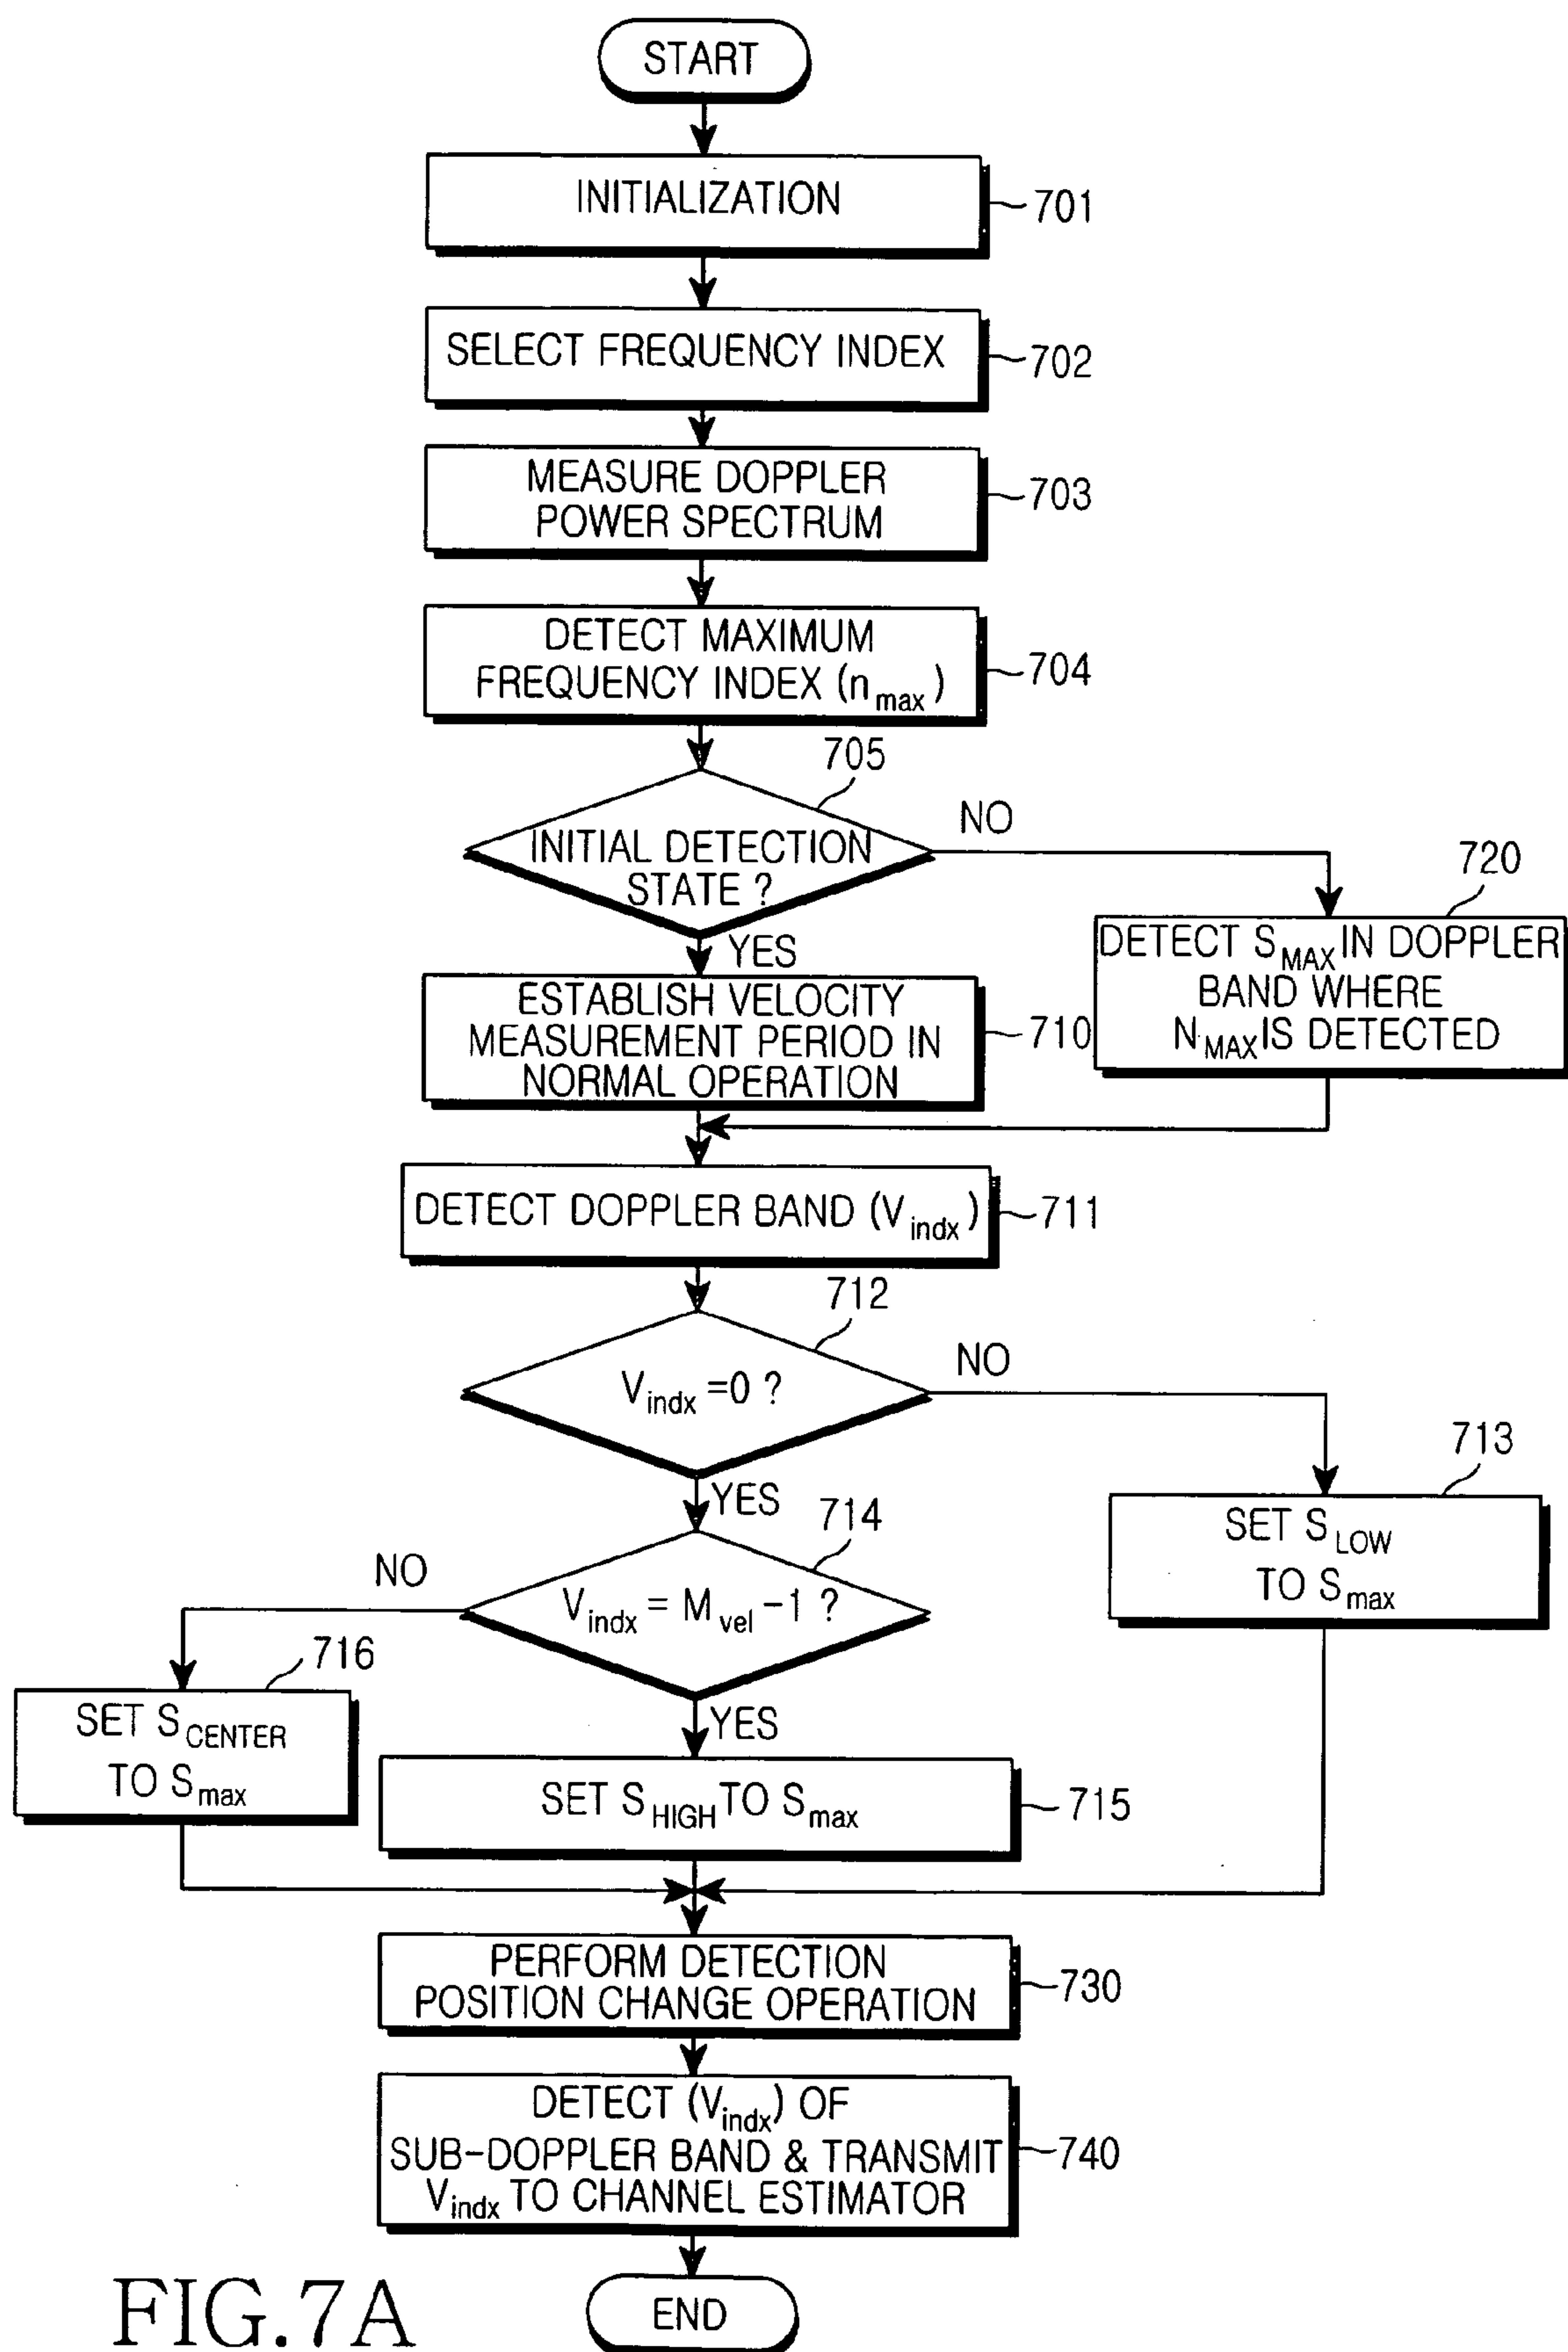 START
INITIALIZATION
701
SELECT FREQUENCY INDEX
702
MEASURE DOPPLER
POWER SPECTRUM
703
DETECT MAXIMUM
FREQUENCY INDEX (n max)
704
705
INITIAL DETECTION
STATE ?
NO
YES
720
DETECT S MAX IN DOPPLER
BAND WHERE
N MAX IS DETECTED
ESTABLISH VELOCITY
MEASUREMENT PERIOD IN
NORMAL OPERATION
710
DETECT DOPPLER BAND (V indx)
711
712
V indx =0 ?
NO
YES
713
SET S LOW
TO S max
714
V indx = M vel -1 ?
NO
YES
716
SET S CENTER
TO S max
SET S HIGH TO S max
715
PERFORM DETECTION
POSITION CHANGE OPERATION
730
DETECT (V indx) OF
SUB-DOPPLER BAND & TRANSMIT
V indx TO CHANNEL ESTIMATOR
740
END
FIG.7A